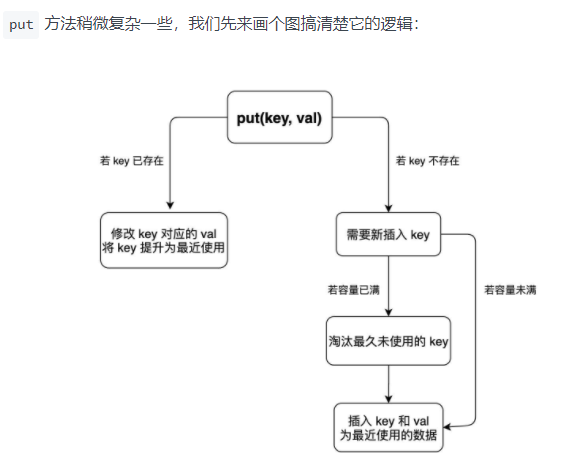 put 方法稍微复杂一些，我们先来画个图搞清楚它的逻辑：
put(key, val)
若 key 已存在
若 key 不存在
修改 key 对应的 val
将 key 提升为最近使用
需要新插入 key
若容量已满
若容量未满
淘汰最久未使用的 key
插入 key 和 val
为最近使用的数据